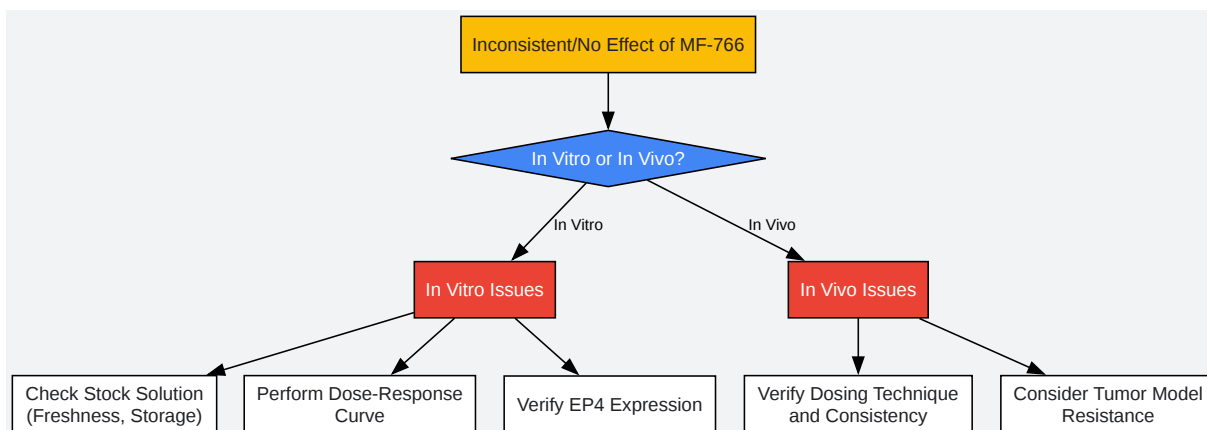 Inconsistent/No Effect of MF-766
In Vitro or In Vivo?
In Vitro
In Vivo
In Vitro Issues
In Vivo Issues
Check Stock Solution
(Freshness, Storage)
Perform Dose-Response
Curve
Verify EP4 Expression
Verify Dosing Technique
and Consistency
Consider Tumor Model
Resistance